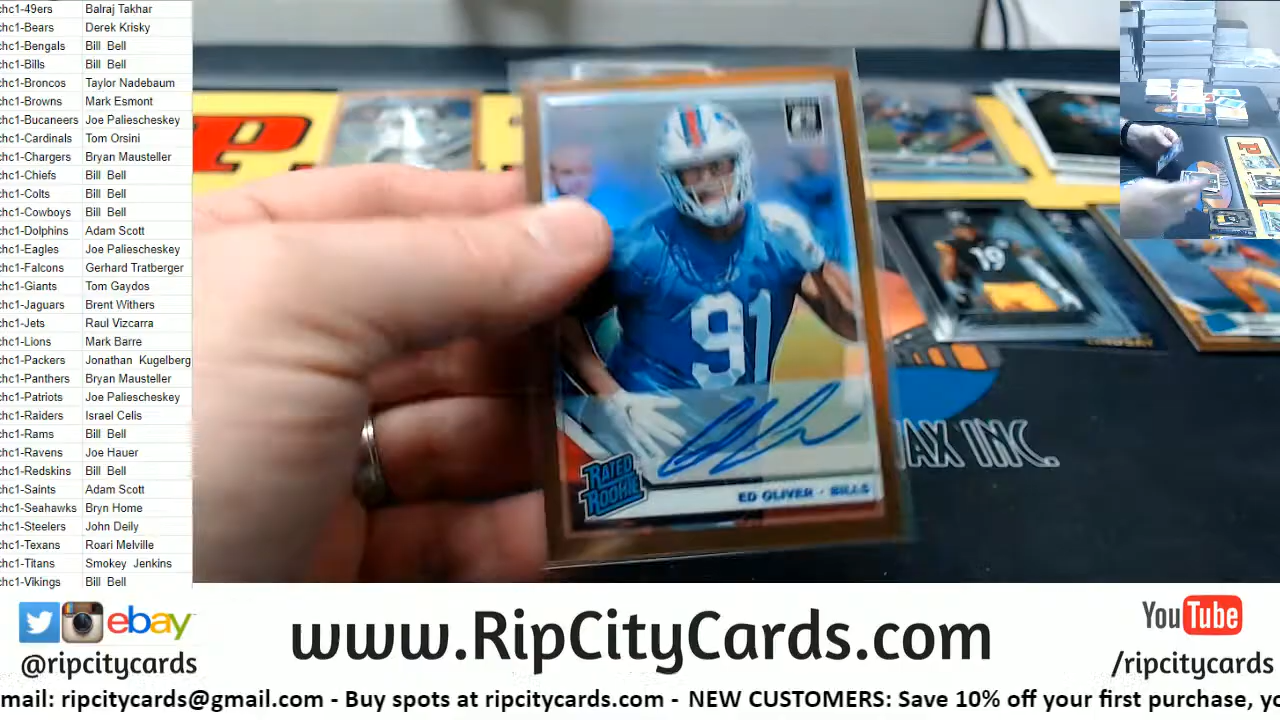 chc1-49ers Balraj Takhar
chc1-Bears Derek Krisky
chc1-Bengals Bill Bell
chc1-Bills Bill Bell
chc1-Broncos Taylor Nadebaum
chc1-Browns Mark Esmont
chc1-Bucaneers Joe Paliescheskey
chc1-Cardinals Tom Orsini
chc1-Chargers Bryan Mausteller
chc1-Chiefs Bill Bell
chc1-Colts Bill Bell
chc1-Cowboys Bill Bell
chc1-Dolphins Adam Scott
chc1-Eagles Joe Paliescheskey
chc1-Falcons Gerhard Tratberger
chc1-Giants Tom Gaydos
chc1-Jaguars Brent Withers
chc1-Jets Raul Vizcarra
chc1-Lions Mark Barre
chc1-Packers Jonathan Kugelberg
chc1-Panthers Bryan Mausteller
chc1-Patriots Joe Paliescheskey
chc1-Raiders Israel Celis
chc1-Rams Bill Bell
chc1-Ravens Joe Hauer
chc1-Redskins Bill Bell
chc1-Saints Adam Scott
chc1-Seahawks Bryn Home
chc1-Steelers John Deily
chc1-Texans Roari Melville
chc1-Titans Smokey Jenkins
chc1-Vikings Bill Bell
P.
91
19
RATED
ROOKIE
ED OLIVER · BILLS
LINDSAY
AX INC.
ebay
@ripcitycards
www.RipCityCards.com
YouTube
/ripcitycards
mail: ripcitycards@gmail.com - Buy spots at ripcitycards.com - NEW CUSTOMERS: Save 10% off your first purchase,